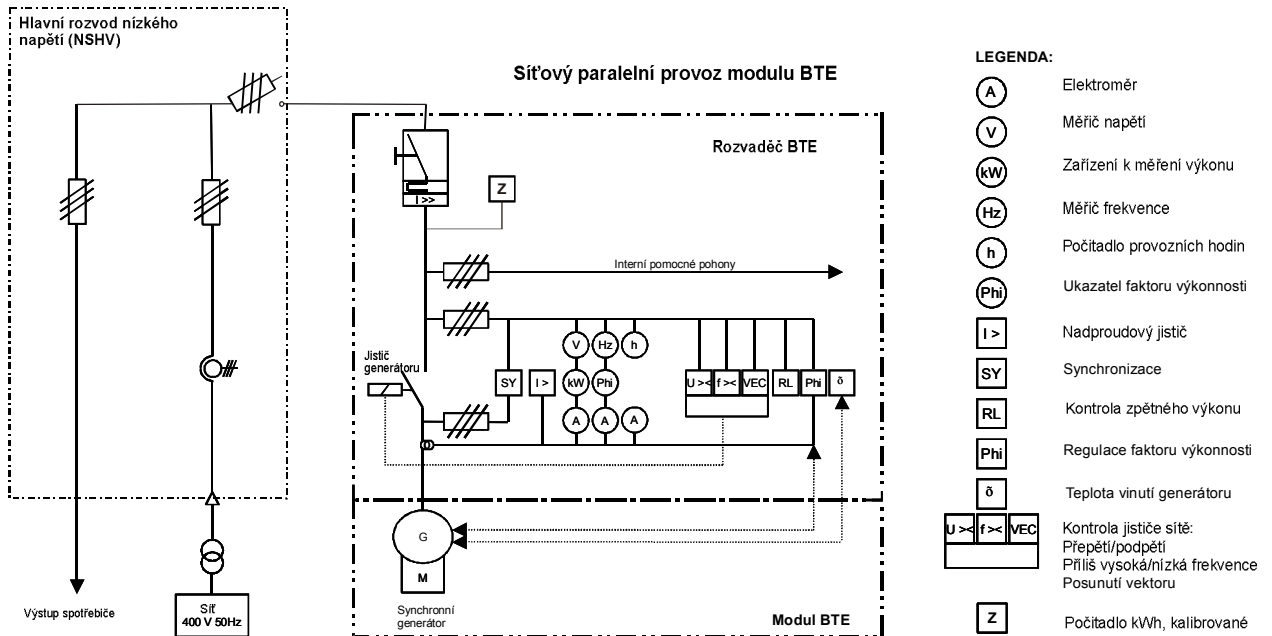 Hlavní rozvod nízkého
napětí (NSHV)
Síťový paralelní provoz modulu BTE
Rozvaděč BTE
I >>
Z
Interní pomocné pohony
Jistič
generátoru
SY
I >
V
Hz
h
kW
Phi
A
A
A
U ><
f ><
VEC
RL
Phi
õ
G
M
Synchronní
generátor
Modul BTE
Výstup spotřebiče
Síť
400 V 50Hz
LEGENDA:
A Elektroměr
V Měřič napětí
kW Zařízení k měření výkonu
Hz Měřič frekvence
h Počitadlo provozních hodin
Phi Ukazatel faktoru výkonnosti
I > Nadproudový jistič
SY Synchronizace
RL Kontrola zpětného výkonu
Phi Regulace faktoru výkonnosti
õ Teplota vinutí generátoru
U >< f >< VEC Kontrola jističe sítě:
Přepětí/podpětí
Příliš vysoká/nízká frekvence
Posunutí vektoru
Z Počitadlo kWh, kalibrované